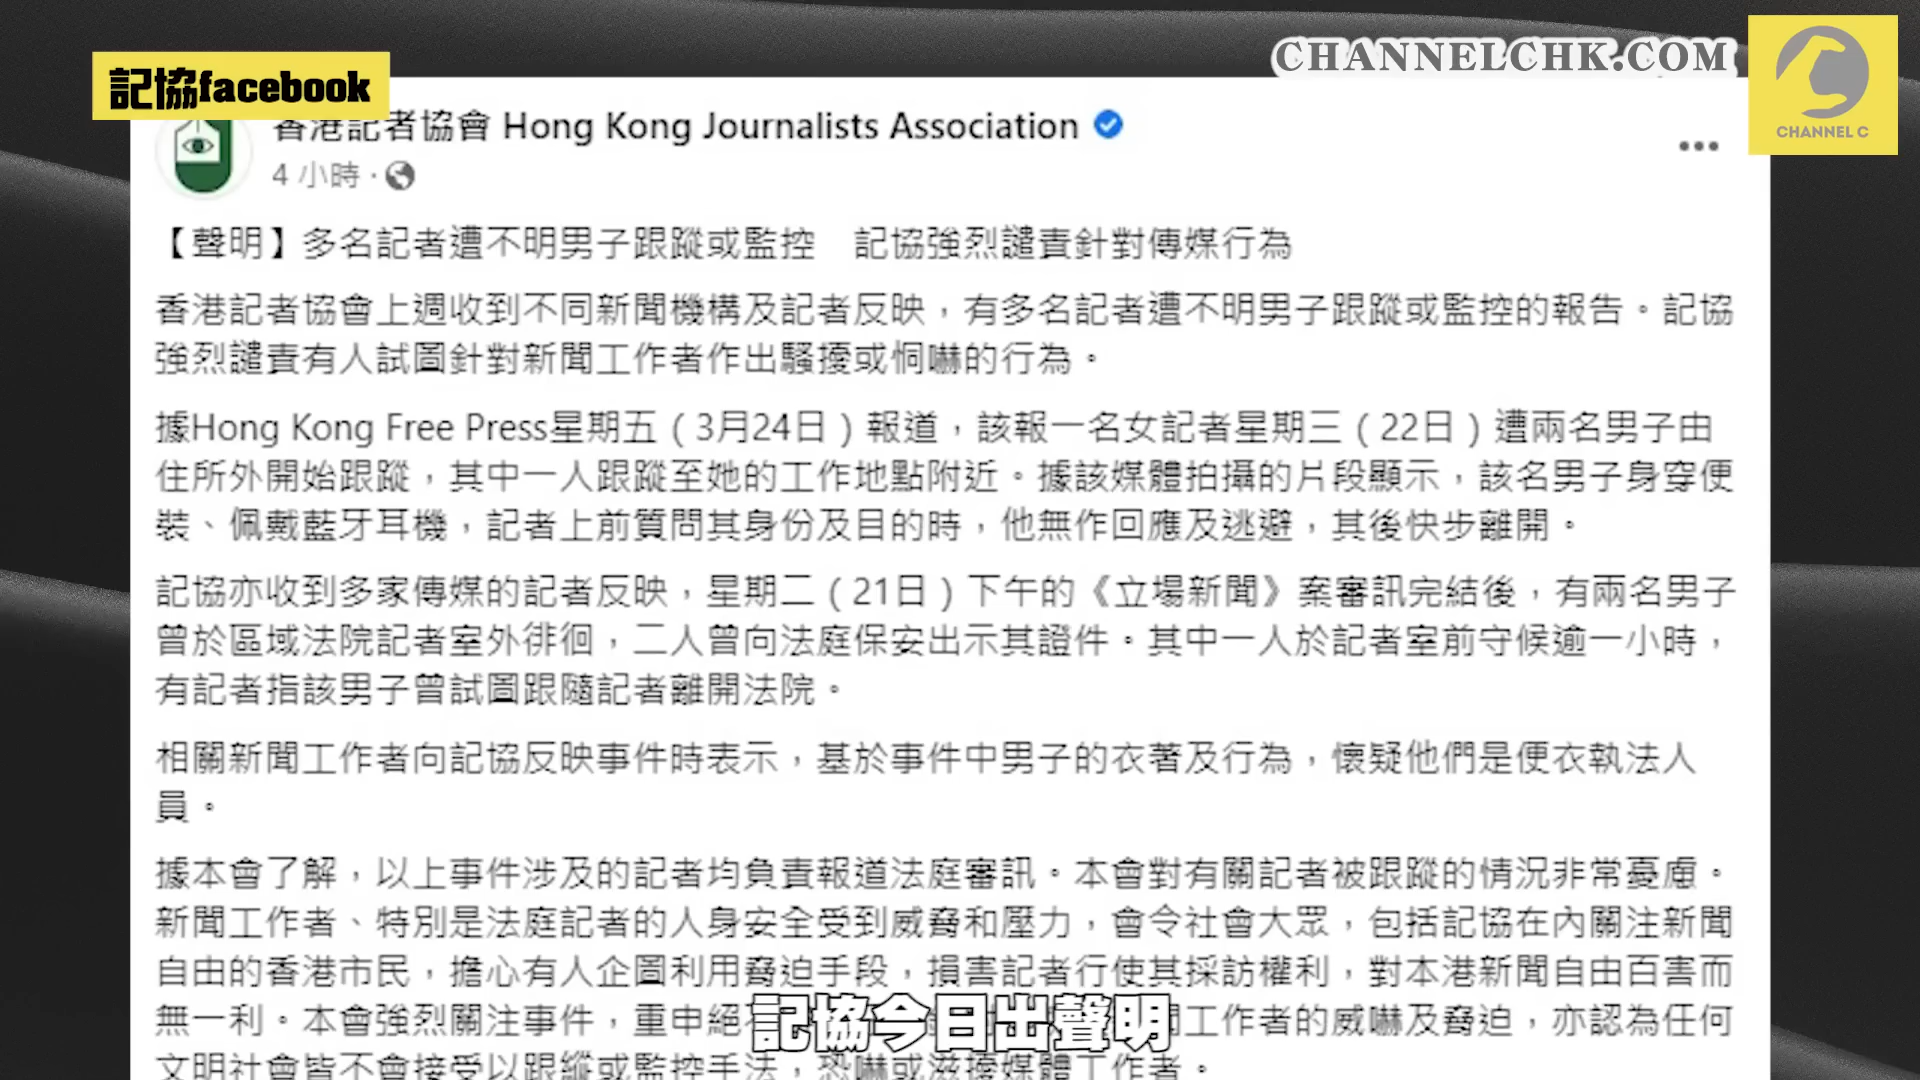 CHANNELCHK.COM
CHANNEL C
記協facebook
香港記者協會 Hong Kong Journalists Association
4 小時 ·
【聲明】多名記者遭不明男子跟蹤或監控　記協強烈譴責針對傳媒行為
香港記者協會上週收到不同新聞機構及記者反映，有多名記者遭不明男子跟蹤或監控的報告。記協
強烈譴責有人試圖針對新聞工作者作出騷擾或恫嚇的行為。
據Hong Kong Free Press星期五（3月24日）報道，該報一名女記者星期三（22日）遭兩名男子由
住所外開始跟蹤，其中一人跟蹤至她的工作地點附近。據該媒體拍攝的片段顯示，該名男子身穿便
裝、佩戴藍牙耳機，記者上前質問其身份及目的時，他無作回應及逃避，其後快步離開。
記協亦收到多家傳媒的記者反映，星期二（21日）下午的《立場新聞》案審訊完結後，有兩名男子
曾於區域法院記者室外徘徊，二人曾向法庭保安出示其證件。其中一人於記者室前守候逾一小時，
有記者指該男子曾試圖跟隨記者離開法院。
相關新聞工作者向記協反映事件時表示，基於事件中男子的衣著及行為，懷疑他們是便衣執法人
員。
據本會了解，以上事件涉及的記者均負責報道法庭審訊。本會對有關記者被跟蹤的情況非常憂慮。
新聞工作者、特別是法庭記者的人身安全受到威脅和壓力，會令社會大眾，包括記協在內關注新聞
自由的香港市民，擔心有人企圖利用脅迫手段，損害記者行使其採訪權利，對本港新聞自由百害而
無一利。本會強烈關注事件，重申絕 工作者的威嚇及脅迫，亦認為任何
文明社會皆不會接受以跟縱或監控手法，恐嚇或滋擾媒體工作者。
記協今日出聲明